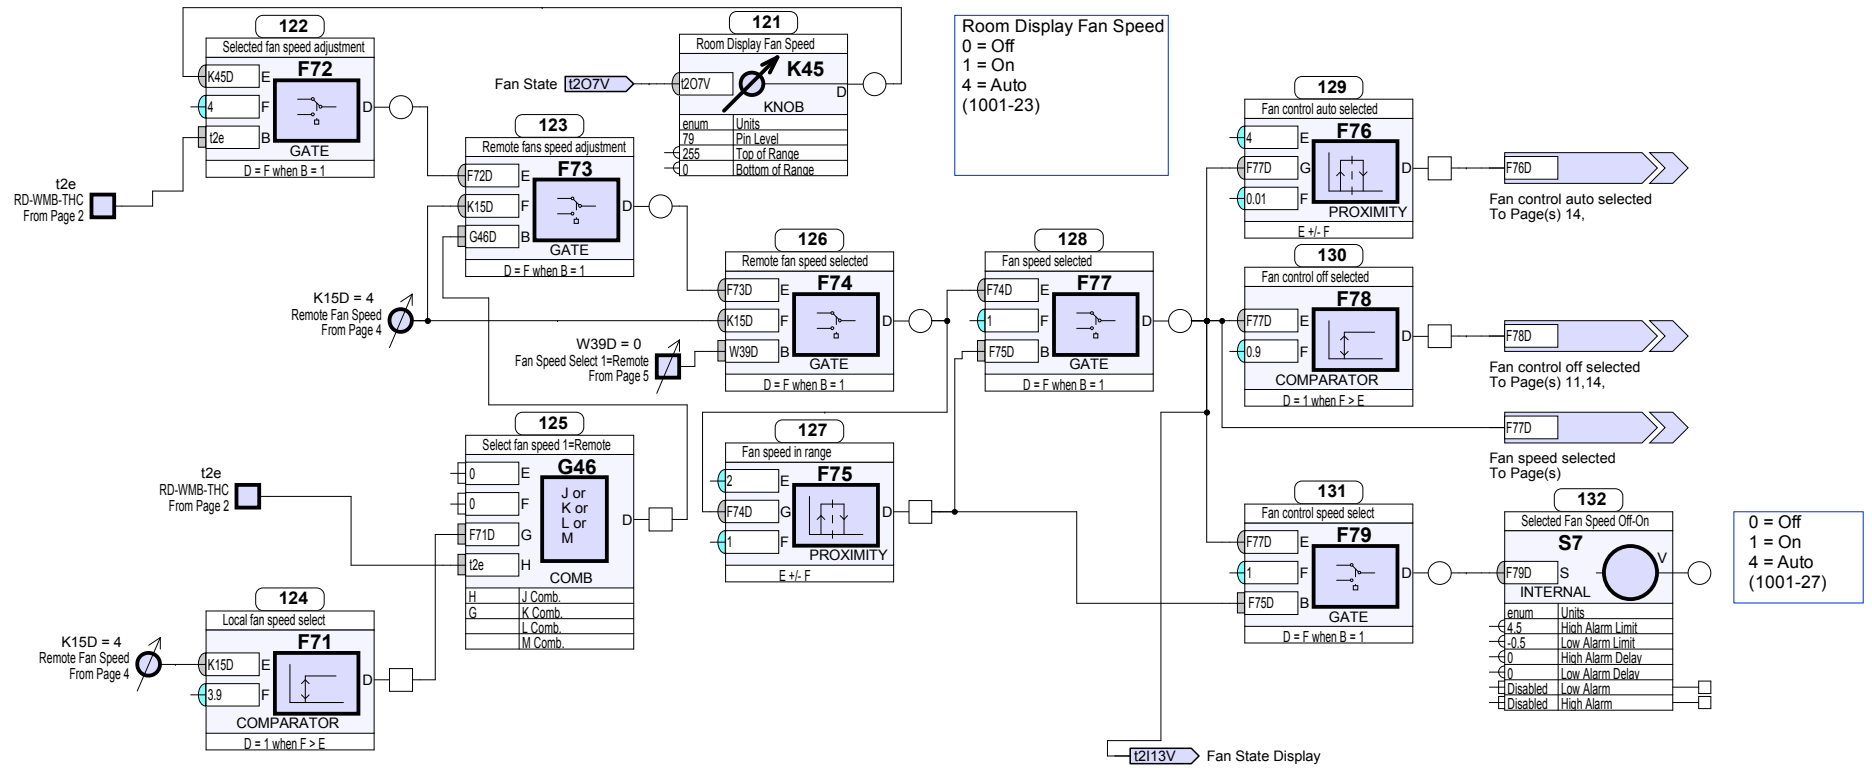 122
Selected fan speed adjustment
F72
K45D E
4 F
t2e B
D
GATE
D = F when B = 1
t2e
RD-WMB-THC
From Page 2
121
Room Display Fan Speed
K45
Fan State t2O7V
t2O7V
D
KNOB
enum Units
79 Pin Level
255 Top of Range
0 Bottom of Range
Room Display Fan Speed
0 = Off
1 = On
4 = Auto
(1001-23)
123
Remote fans speed adjustment
F73
F72D E
K15D F
G46D B
D
GATE
D = F when B = 1
K15D = 4
Remote Fan Speed
From Page 4
126
Remote fan speed selected
F74
F73D E
K15D F
W39D B
D
GATE
D = F when B = 1
W39D = 0
Fan Speed Select 1=Remote
From Page 5
128
Fan speed selected
F77
F74D E
1 F
F75D B
D
GATE
D = F when B = 1
129
Fan control auto selected
F76
4 E
F77D G
0.01 F
D
PROXIMITY
E +/- F
F76D
Fan control auto selected
To Page(s) 14,
130
Fan control off selected
F78
F77D E
0.9 F
D
COMPARATOR
D = 1 when F > E
F78D
Fan control off selected
To Page(s) 11,14,
F77D
Fan speed selected
To Page(s)
125
Select fan speed 1=Remote
G46
0 E
0 F
F71D G
t2e H
J or
K or
L or
M
D
COMB
H J Comb.
G K Comb.
L Comb.
M Comb.
t2e
RD-WMB-THC
From Page 2
127
Fan speed in range
F75
2 E
F74D G
1 F
D
PROXIMITY
E +/- F
124
Local fan speed select
F71
K15D E
3.9 F
D
COMPARATOR
D = 1 when F > E
K15D = 4
Remote Fan Speed
From Page 4
131
Fan control speed select
F79
F77D E
1 F
F75D B
D
GATE
D = F when B = 1
132
Selected Fan Speed Off-On
S7
F79D S
V
INTERNAL
enum Units
4.5 High Alarm Limit
-0.5 Low Alarm Limit
0 High Alarm Delay
0 Low Alarm Delay
Disabled Low Alarm
Disabled High Alarm
0 = Off
1 = On
4 = Auto
(1001-27)
t2I13V Fan State Display